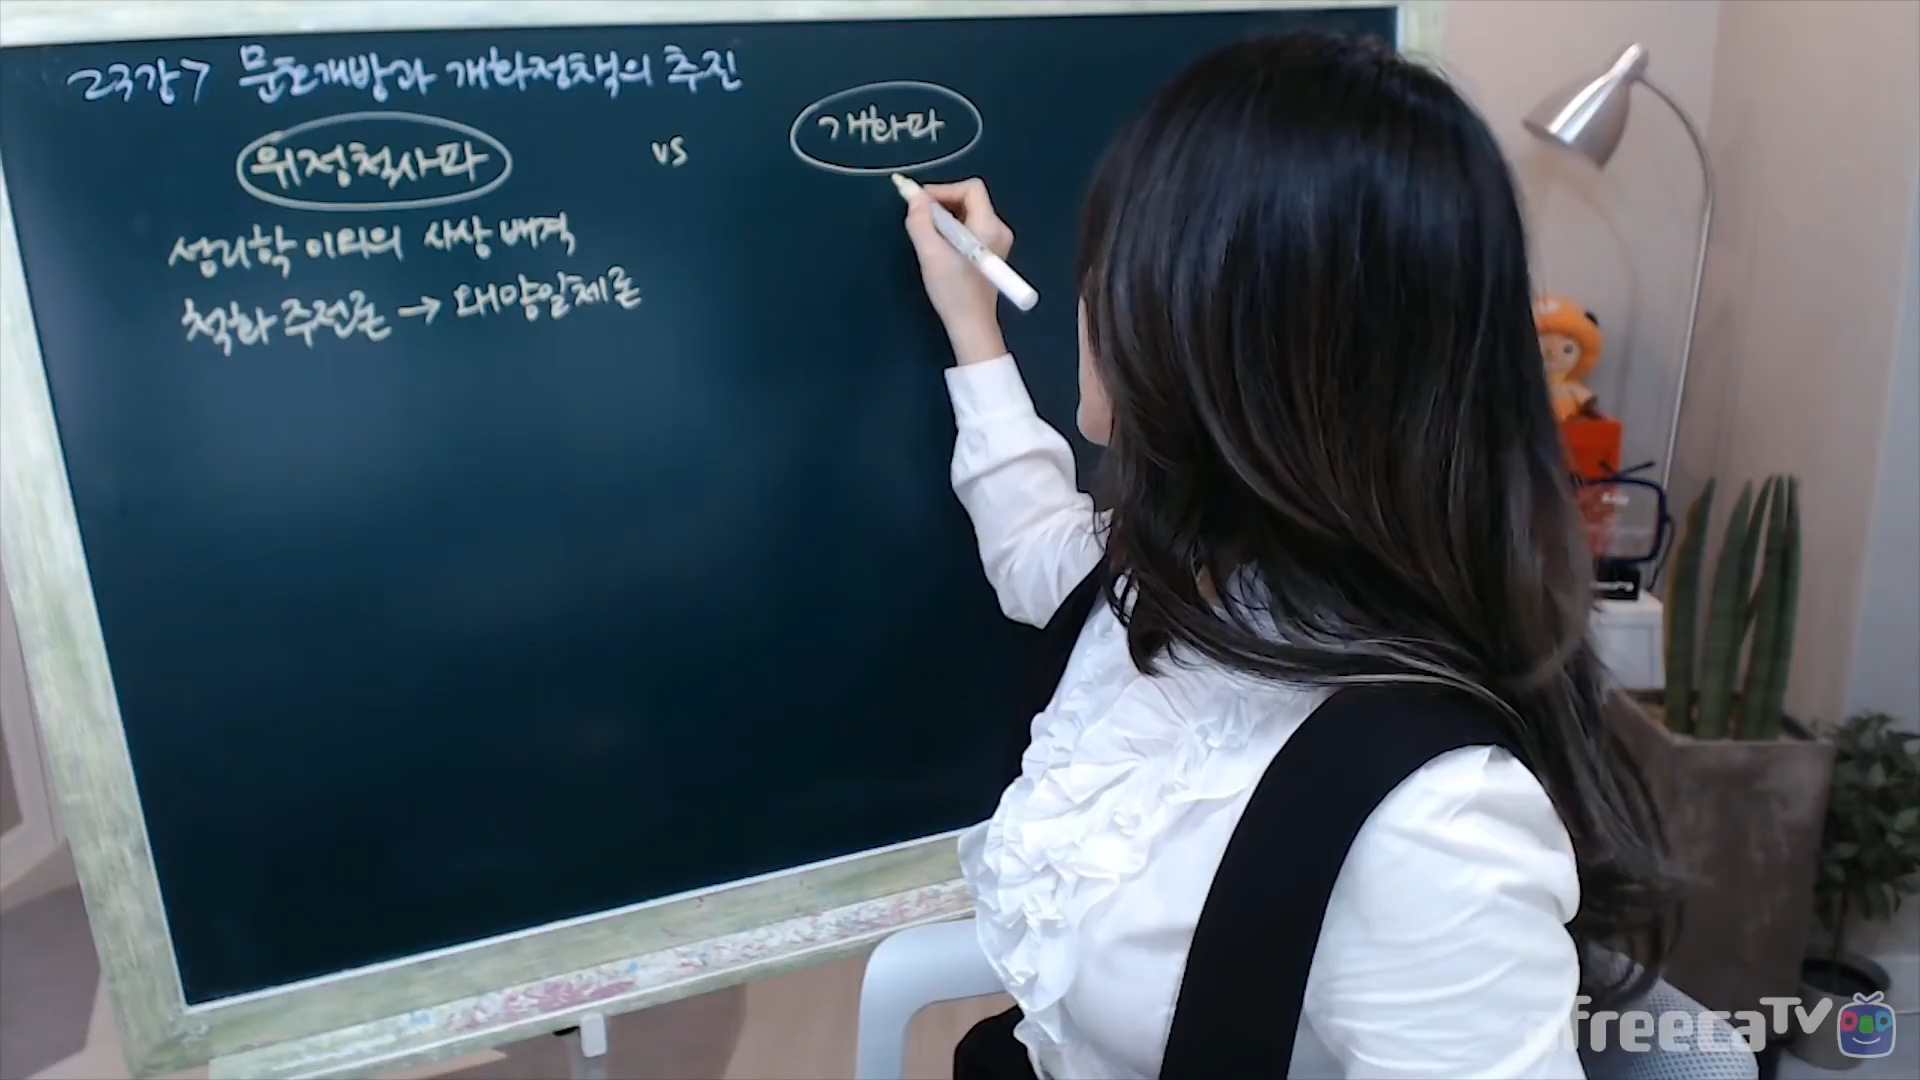 고급강7 문호개방과 개화정책의 추진
위정척사파 vs 개화파
성리학 이외의 사상 배격
척화주전론 → 왜양일체론
afreecaTV